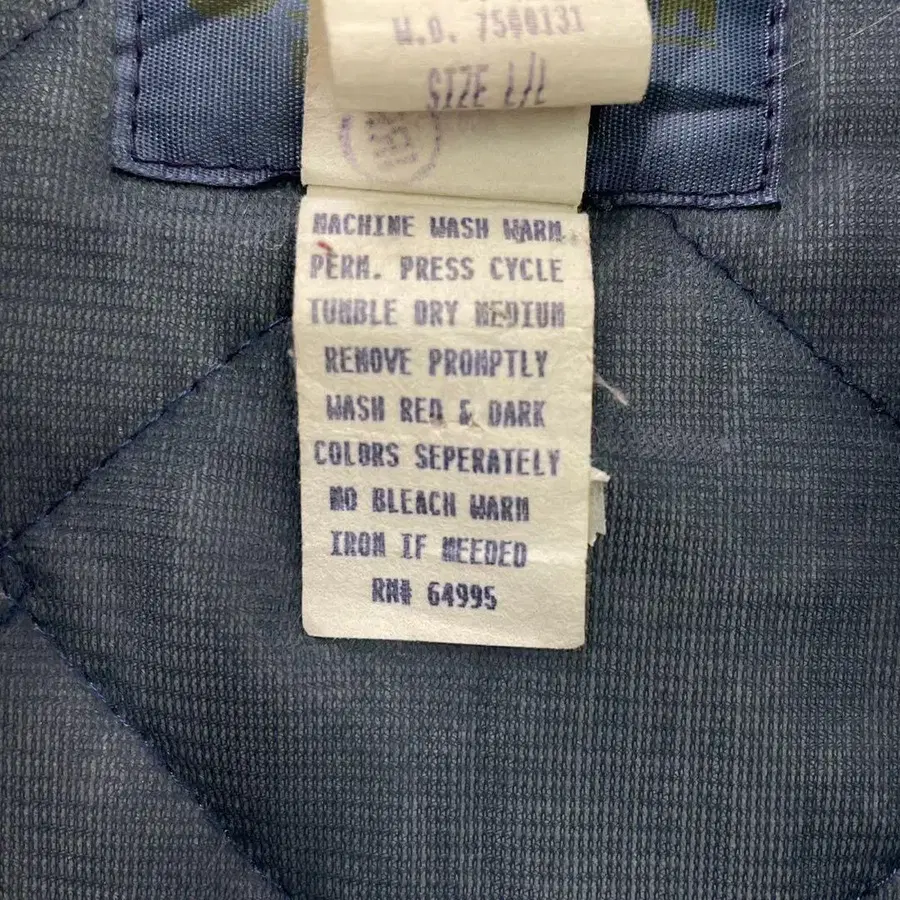 W.O. 7500131
SIZE L/L
MACHINE WASH WARM
PERM. PRESS CYCLE
TUMBLE DRY MEDIUM
REMOVE PROMPTLY
WASH RED & DARK
COLORS SEPERATELY
NO BLEACH WARM
IRON IF NEEDED
RN# 64995